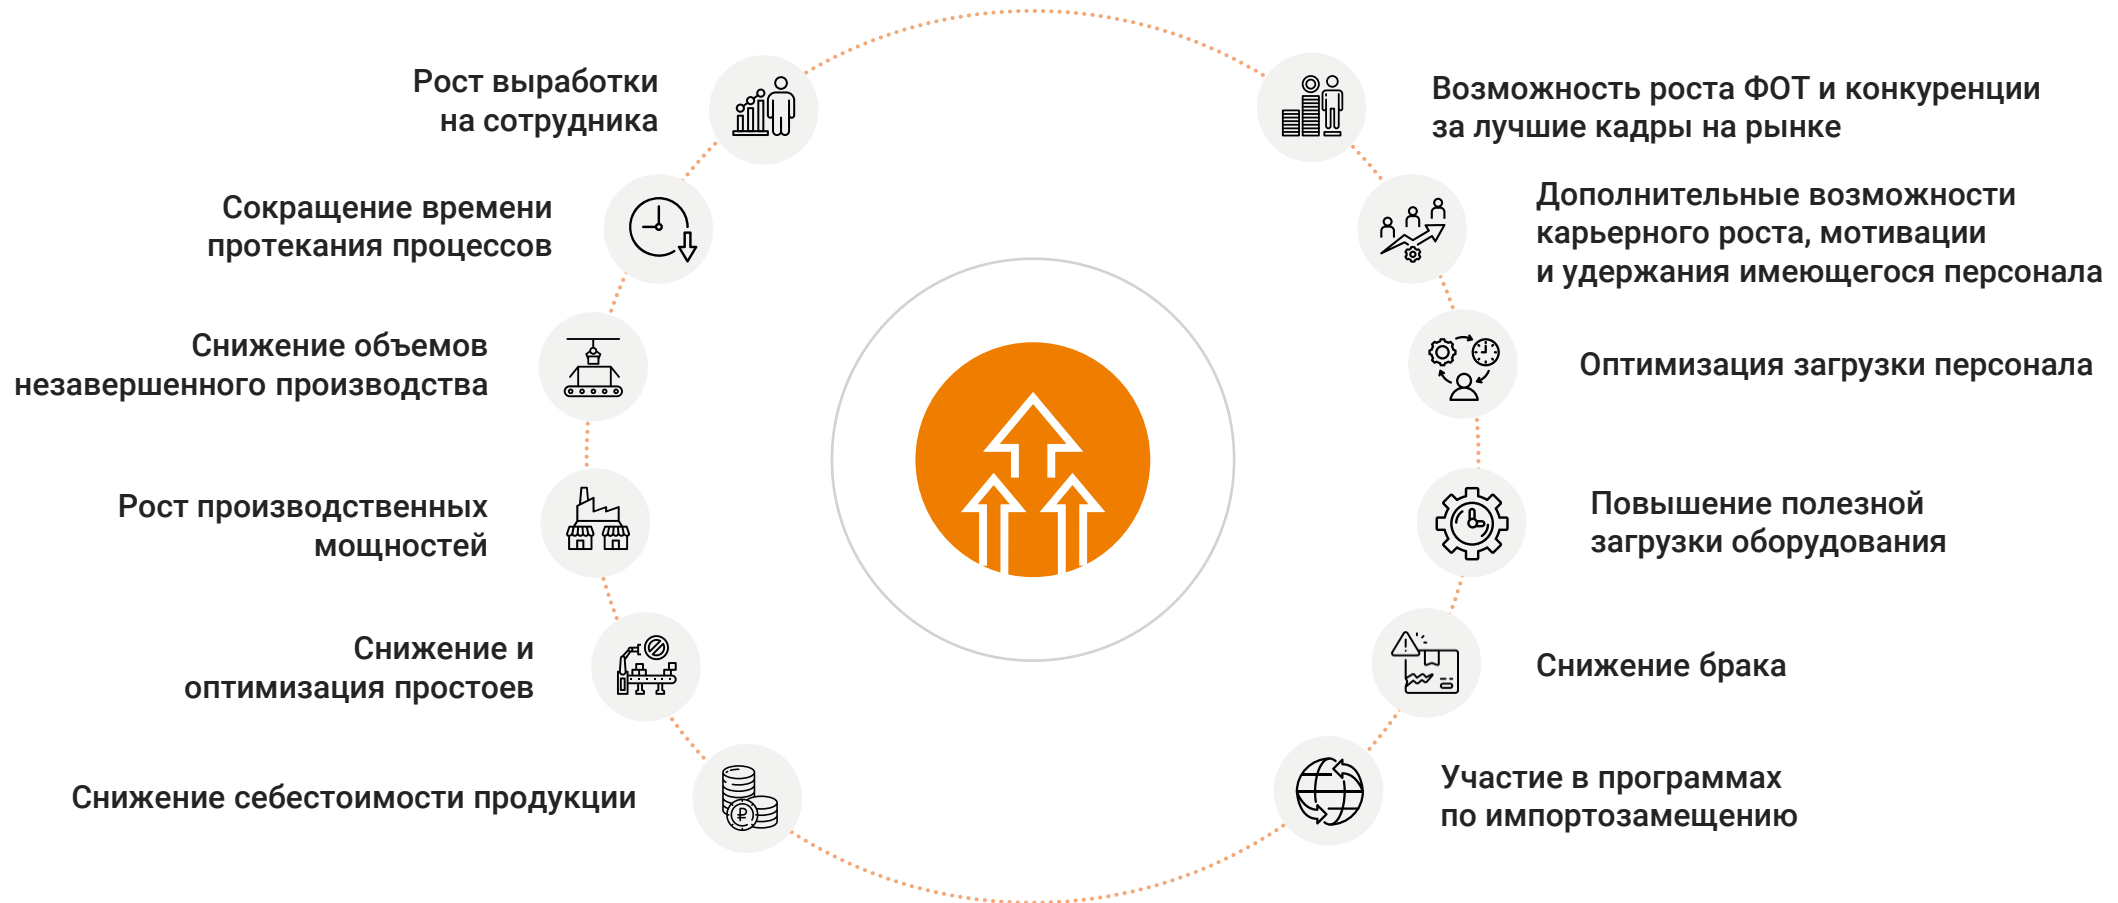 Рост выработки
на сотрудника
Сокращение времени
протекания процессов
Снижение объемов
незавершенного производства
Рост производственных
мощностей
Снижение и
оптимизация простоев
Снижение себестоимости продукции
Возможность роста ФОТ и конкуренции
за лучшие кадры на рынке
Дополнительные возможности
карьерного роста, мотивации
и удержания имеющегося персонала
Оптимизация загрузки персонала
Повышение полезной
загрузки оборудования
Снижение брака
Участие в программах
по импортозамещению